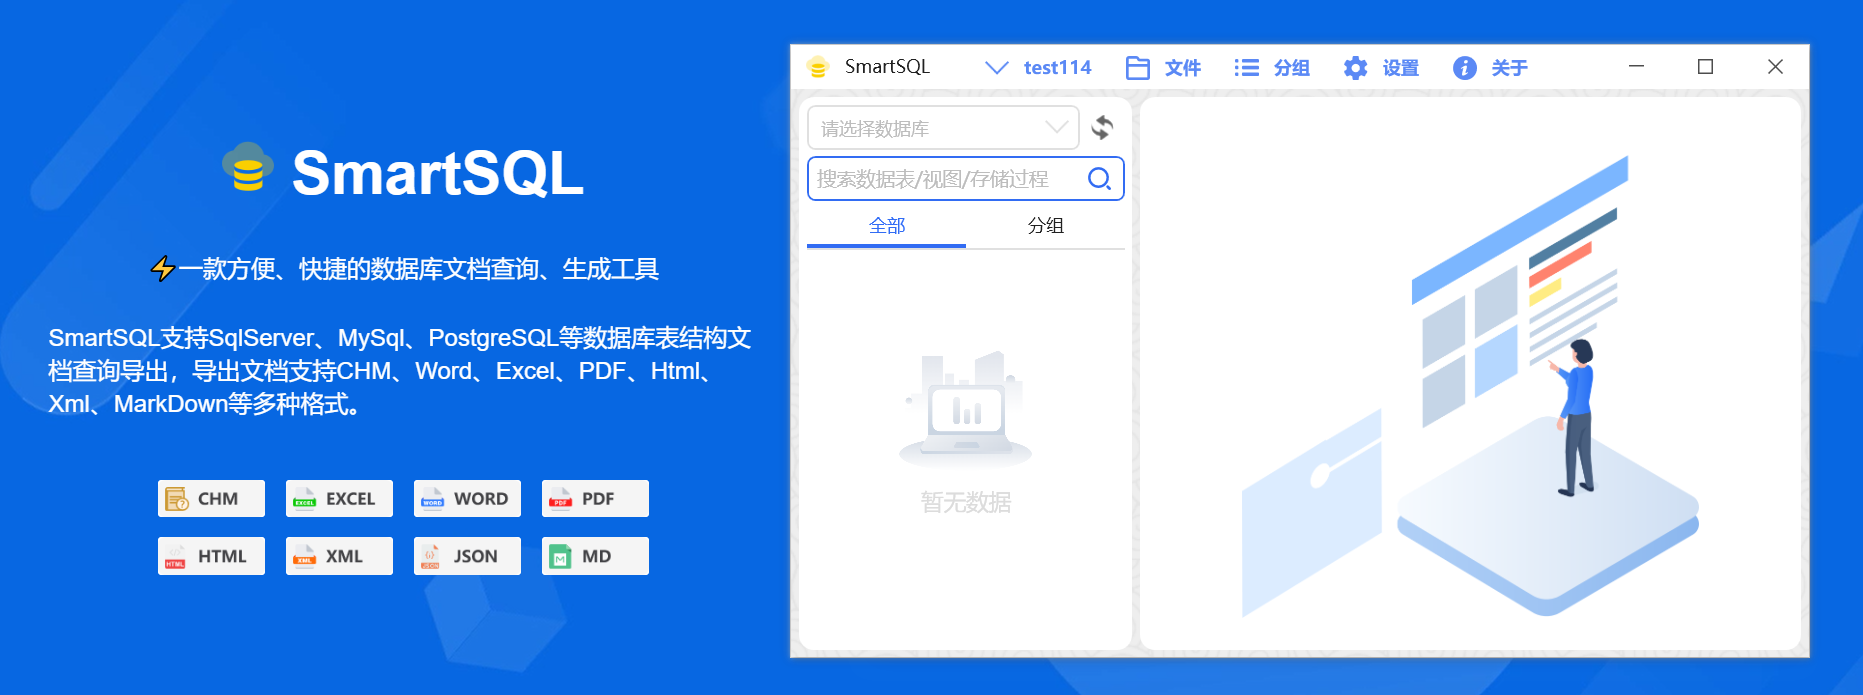 SmartSQL
⚡一款方便、快捷的数据库文档查询、生成工具
SmartSQL支持SqlServer、MySql、PostgreSQL等数据库表结构文
档查询导出，导出文档支持CHM、Word、Excel、PDF、Html、
Xml、MarkDown等多种格式。
CHM EXCEL WORD PDF
HTML XML JSON MD
SmartSQL test114 文件 分组 设置 关于
请选择数据库
搜索数据表/视图/存储过程
全部 分组
暂无数据